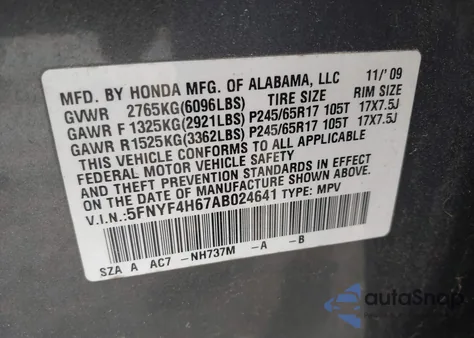 MFD. BY HONDA MFG. OF ALABAMA, LLC 11/'09
GVWR 2765KG(6096LBS) TIRE SIZE RIM SIZE
GAWR F 1325KG(2921LBS) P245/65R17 105T 17X7.5J
GAWR R1525KG(3362LBS) P245/65R17 105T 17X7.5J
THIS VEHICLE CONFORMS TO ALL APPLICABLE
FEDERAL MOTOR VEHICLE SAFETY AND
THEFT PREVENTION STANDARDS IN EFFECT ON
THE DATE OF MANUFACTURE SHOWN ABOVE.
V.I.N.:5FNYF4H67AB024641 TYPE: MPV
SZA A AC7 -NH737M -A -B
autoSnap